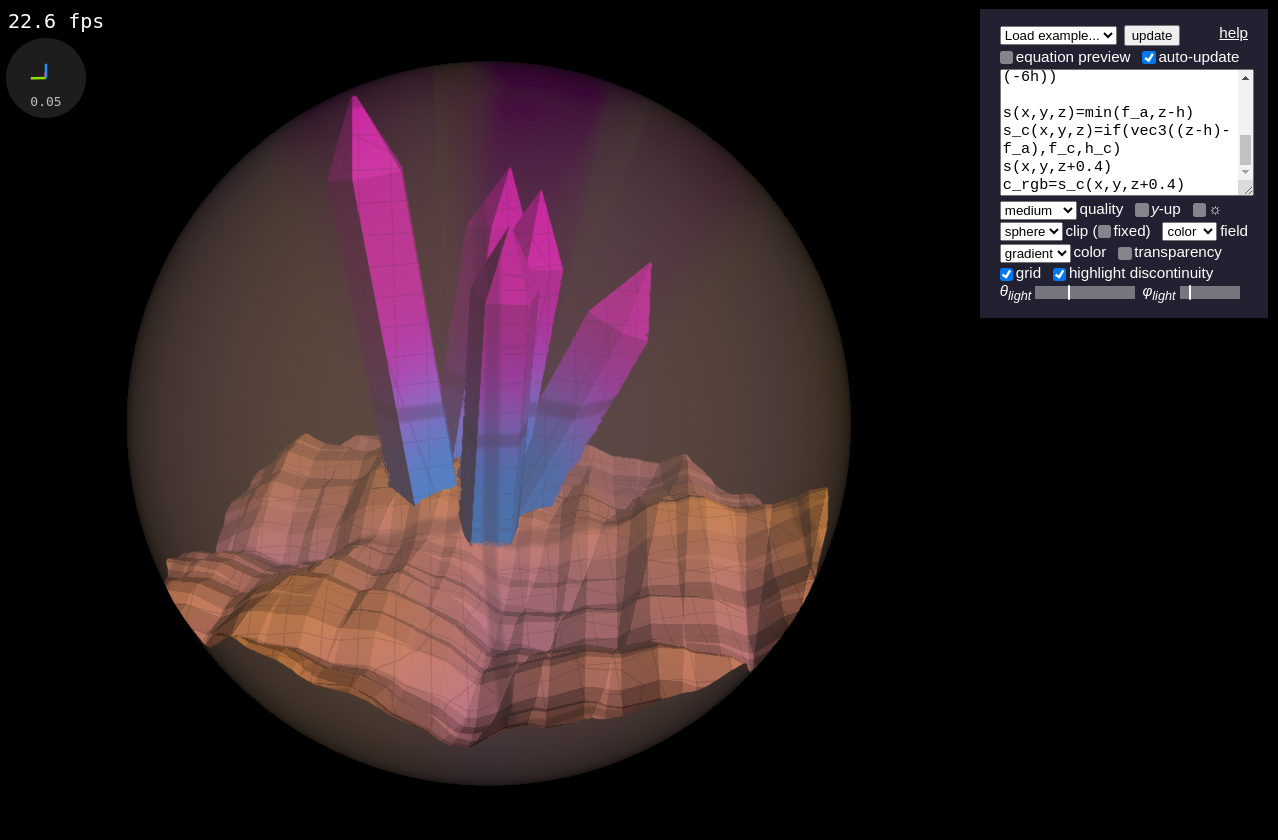 22.6 fps
0.05
Load example... update help
equation preview auto-update
(-6h))
s(x,y,z)=min(f_a,z-h)
s_c(x,y,z)=if(vec3((z-h)-
f_a),f_c,h_c)
s(x,y,z+0.4)
c_rgb=s_c(x,y,z+0.4)
medium quality y-up ☼
sphere clip (fixed) color field
gradient color transparency
grid highlight discontinuity
θlight φlight